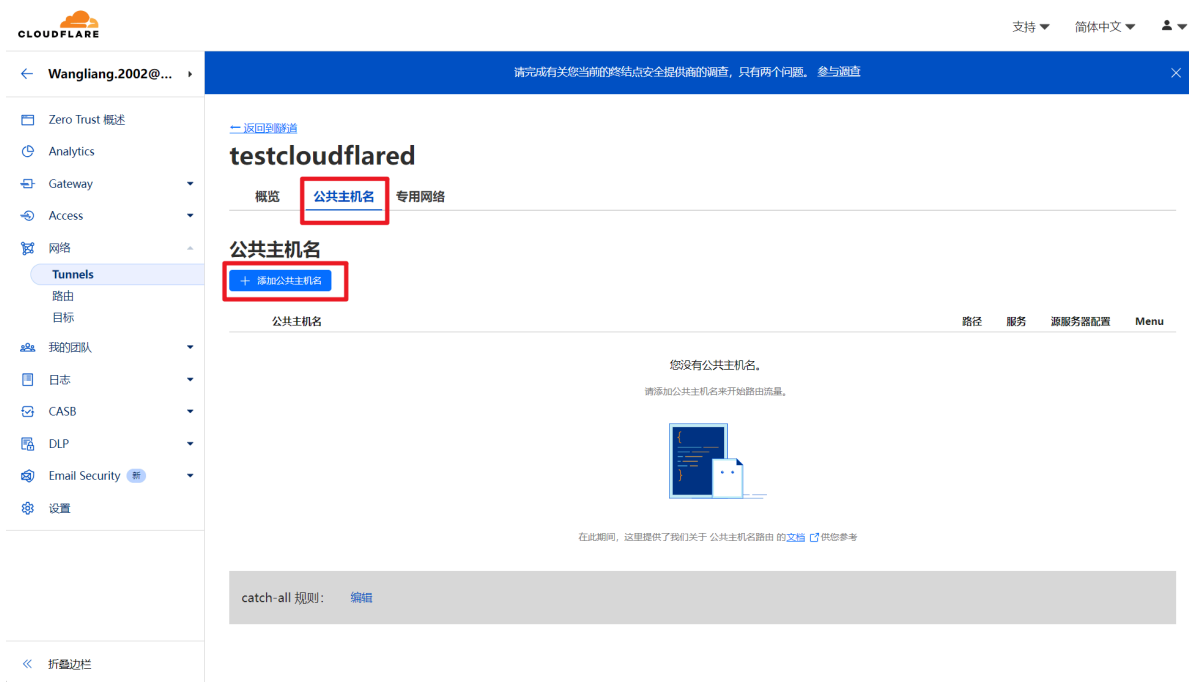 CLOUDFLARE
支持
简体中文
Wangliang.2002@...
请完成有关您当前的终结点安全提供商的调查，只有两个问题。 参与调查
Zero Trust 概述
Analytics
Gateway
Access
网络
Tunnels
路由
目标
我的团队
日志
CASB
DLP
Email Security 新
设置
折叠边栏
←返回到隧道
testcloudflared
概览 公共主机名 专用网络
公共主机名
+ 添加公共主机名
公共主机名 路径 服务 源服务器配置 Menu
您没有公共主机名。
请添加公共主机名来开始路由流量。
在此期间，这里提供了我们关于 公共主机名路由 的文档 供您参考
catch-all 规则： 编辑